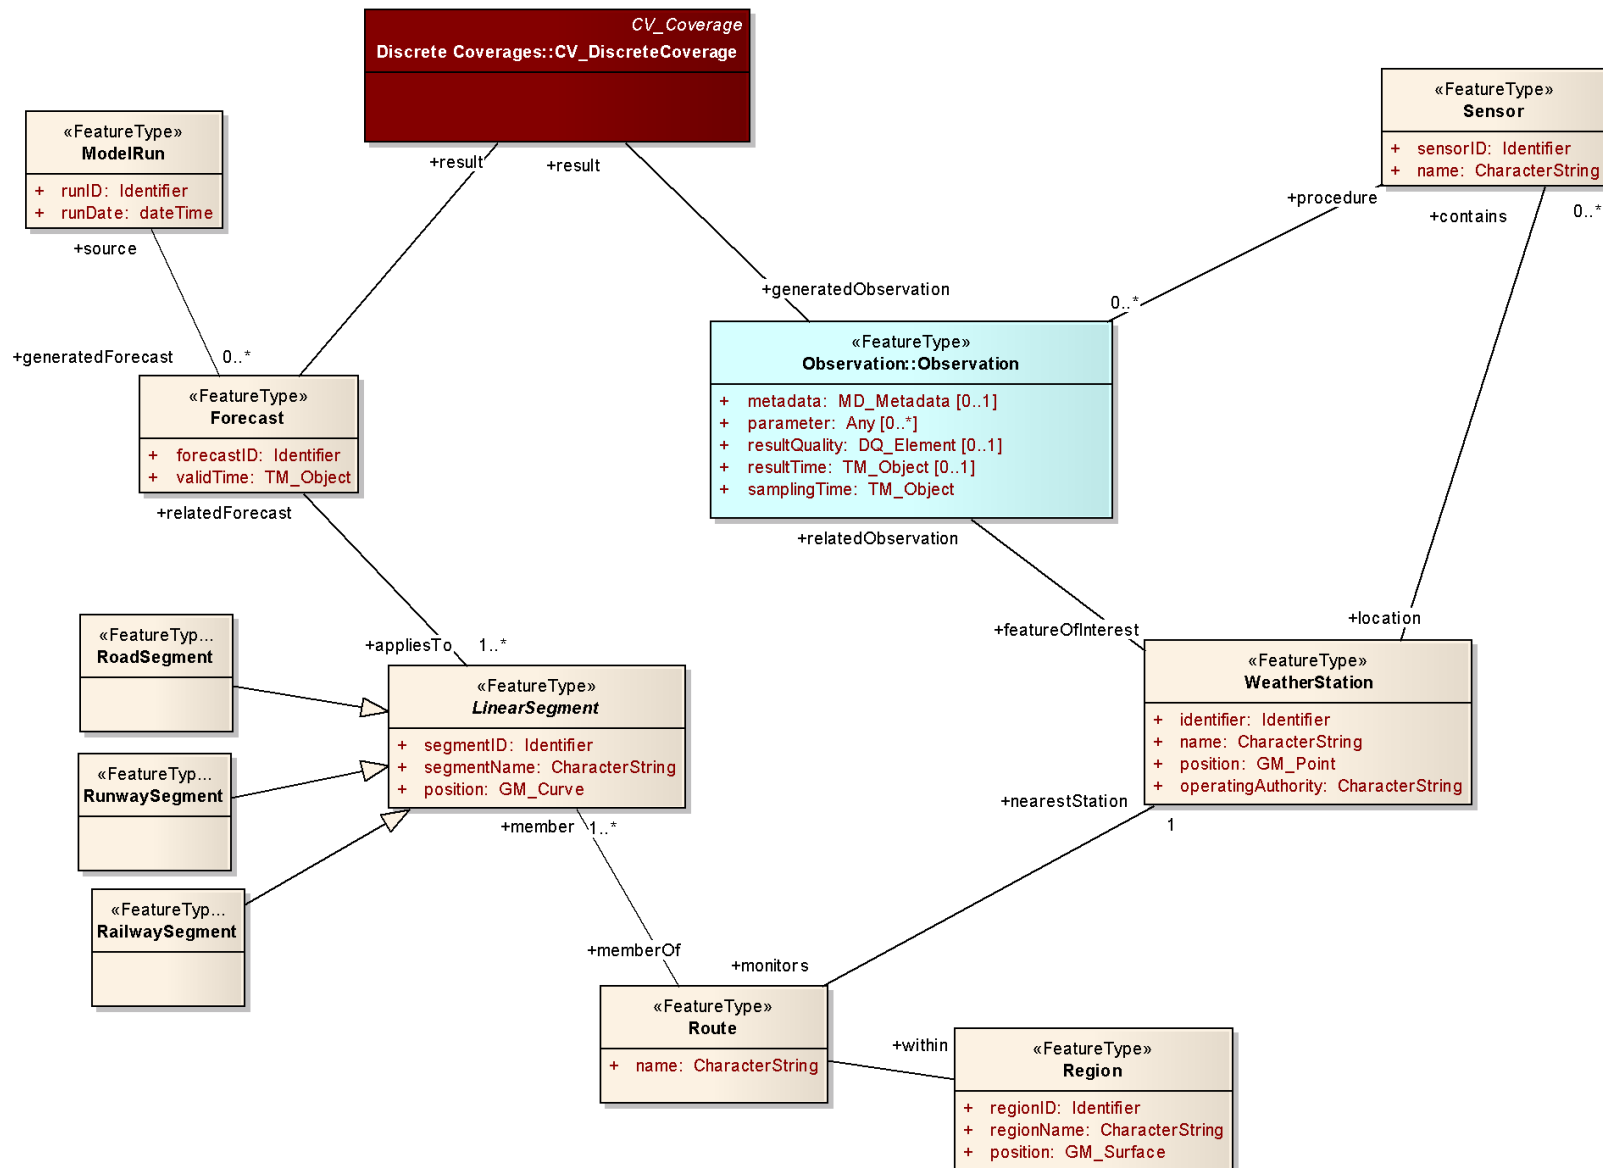 CV_Coverage
Discrete Coverages::CV_DiscreteCoverage
«FeatureType»
Sensor
+ sensorID: Identifier
+ name: CharacterString
«FeatureType»
ModelRun
+ runID: Identifier
+ runDate: dateTime
+result
+result
+procedure
+contains
0..*
+source
+generatedObservation
0..*
+generatedForecast
0..*
«FeatureType»
Observation::Observation
+ metadata: MD_Metadata [0..1]
+ parameter: Any [0..*]
+ resultQuality: DQ_Element [0..1]
+ resultTime: TM_Object [0..1]
+ samplingTime: TM_Object
«FeatureType»
Forecast
+ forecastID: Identifier
+ validTime: TM_Object
+relatedForecast
+relatedObservation
+featureOfInterest
+location
+appliesTo
1..*
«FeatureTyp...
RoadSegment
«FeatureType»
LinearSegment
+ segmentID: Identifier
+ segmentName: CharacterString
+ position: GM_Curve
«FeatureType»
WeatherStation
+ identifier: Identifier
+ name: CharacterString
+ position: GM_Point
+ operatingAuthority: CharacterString
«FeatureTyp...
RunwaySegment
+member
1..*
+nearestStation
1
«FeatureTyp...
RailwaySegment
+memberOf
+monitors
«FeatureType»
Route
+ name: CharacterString
+within
«FeatureType»
Region
+ regionID: Identifier
+ regionName: CharacterString
+ position: GM_Surface